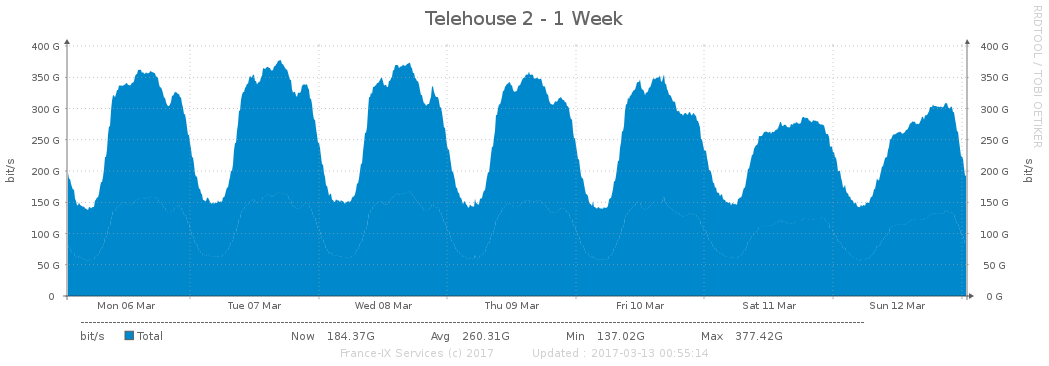 Telehouse 2 - 1 Week
RRDTOOL / TOBI OETIKER
400 G 400 G
350 G 350 G
300 G 300 G
250 G 250 G
200 G 200 G
150 G 150 G
100 G 100 G
50 G 50 G
0 0 G
bit/s bit/s
Mon 06 Mar Tue 07 Mar Wed 08 Mar Thu 09 Mar Fri 10 Mar Sat 11 Mar Sun 12 Mar
bit/s Total Now 184.37G Avg 260.31G Min 137.02G Max 377.42G
France-IX Services (c) 2017 Updated : 2017-03-13 00:55:14